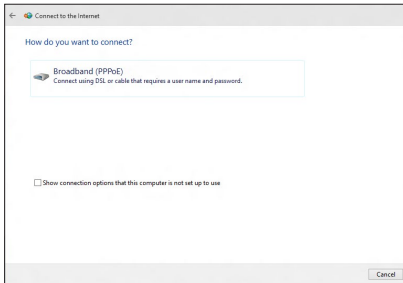 Connect to the Internet
How do you want to connect?
Broadband (PPPoE)
Connect using DSL or cable that requires a user name and password.
Show connection options that this computer is not set up to use
Cancel